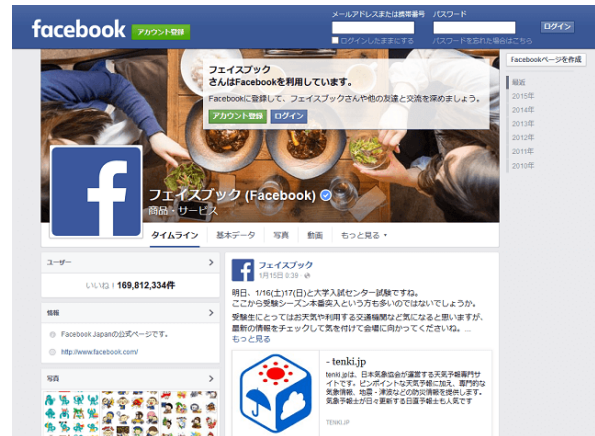 facebook
アカウント登録
メールアドレスまたは携帯番号
パスワード
ログイン
ログインしたままにする
パスワードを忘れた場合はこちら
フェイスブック
さんはFacebookを利用しています。
Facebookに登録して、フェイスブックさんや他の友達と交流を深めましょう。
アカウント登録
ログイン
Facebookページを作成
最近
2015年
2014年
2013年
2012年
2011年
2010年
f
フェイスブック (Facebook)
商品・サービス
タイムライン
基本データ
写真
動画
もっと見る
ユーザー
いいね！169,812,334件
情報
Facebook Japanの公式ページです。
http://www.facebook.com/
写真
フェイスブック
1月15日 0:39
明日、1/16(土)17(日)と大学入試センター試験ですね。
ここから受験シーズン本番突入という方も多いのではないでしょうか。
受験生にとってはお天気や利用する交通機関など気になると思いますが、
最新の情報をチェックして気を付けて会場に向かってくださいね。...
もっと見る
- tenki.jp
tenki.jpは、日本気象協会が運営する天気予報専門サ
イトです。ピンポイントな天気予報に加え、専門的な
気象情報、地震・津波などの防災情報を提供します。
気象予報士が日々更新する日直予報士も人気です
TENKI.JP